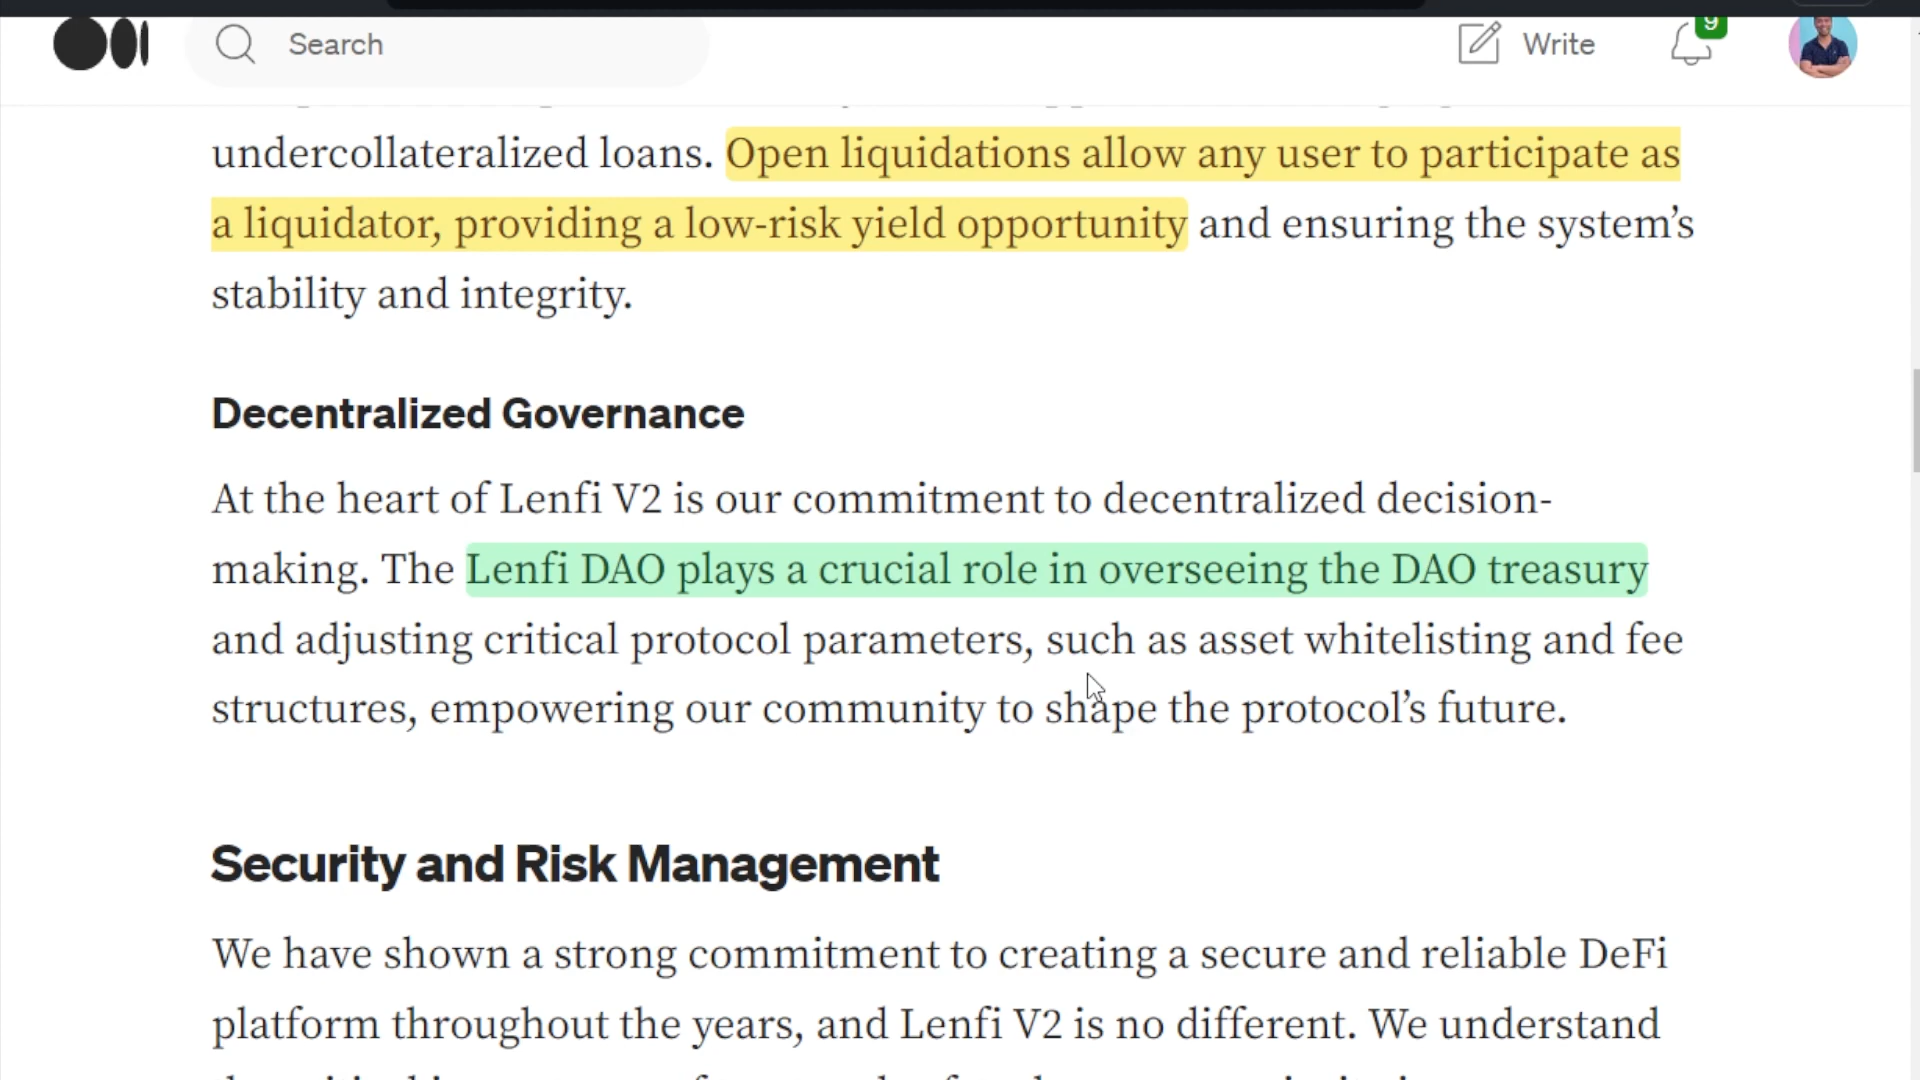 Search
Write
9
undercollateralized loans. Open liquidations allow any user to participate as
a liquidator, providing a low-risk yield opportunity and ensuring the system’s
stability and integrity.
Decentralized Governance
At the heart of Lenfi V2 is our commitment to decentralized decision-
making. The Lenfi DAO plays a crucial role in overseeing the DAO treasury
and adjusting critical protocol parameters, such as asset whitelisting and fee
structures, empowering our community to shape the protocol’s future.
Security and Risk Management
We have shown a strong commitment to creating a secure and reliable DeFi
platform throughout the years, and Lenfi V2 is no different. We understand